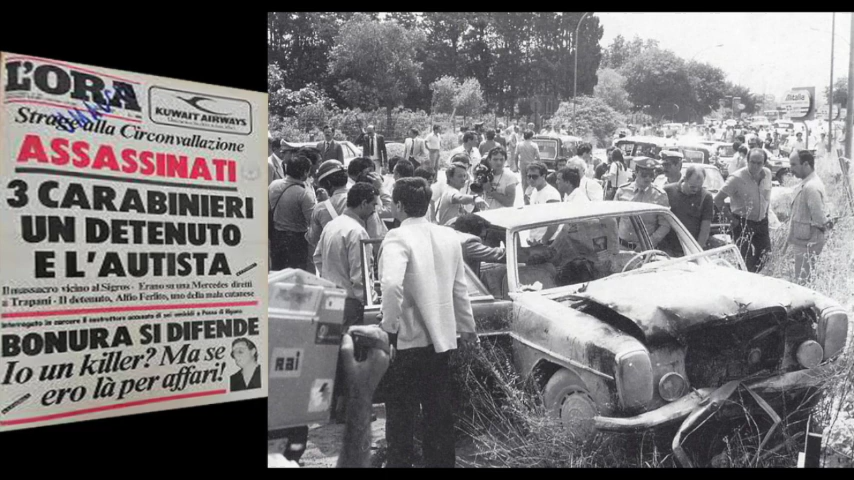 L'ORA
KUWAIT AIRWAYS
Strage alla Circonvallazione
ASSASSINATI
3 CARABINIERI
UN DETENUTO
E L'AUTISTA
Il massacro vicino al Sigros - Erano su una Mercedes diretti
a Trapani - Il detenuto, Alfio Ferlito, uno della mala catanese
BONURA SI DIFENDE
Io un killer? Ma se
ero là per affari!
Rai
Italia